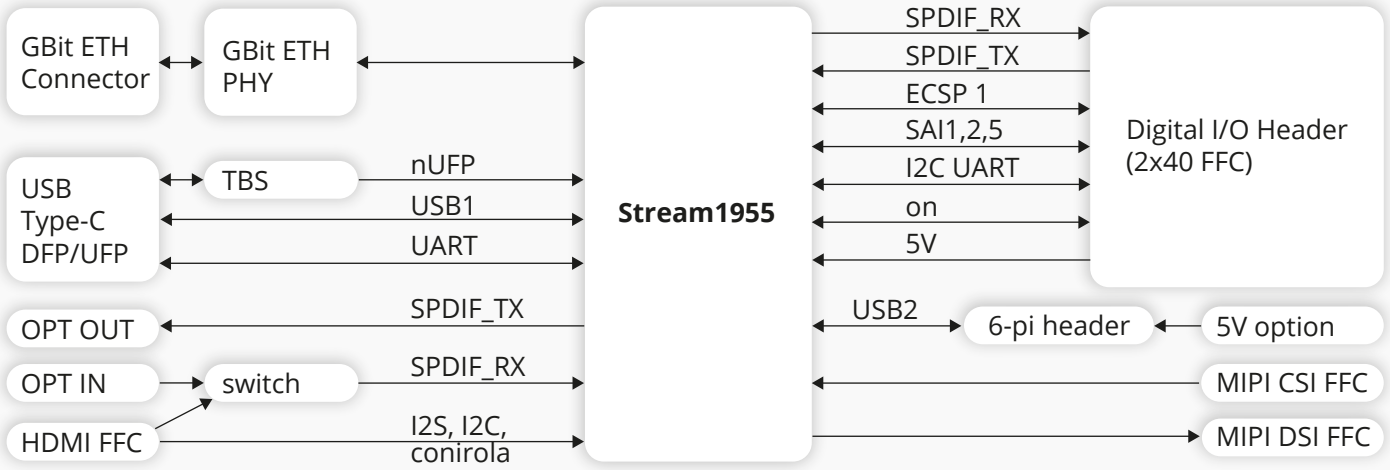 GBit ETH
Connector
GBit ETH
PHY
USB
Type-C
DFP/UFP
TBS
nUFP
USB1
UART
OPT OUT
SPDIF_TX
OPT IN
switch
SPDIF_RX
HDMI FFC
I2S, I2C,
conirola
Stream1955
SPDIF_RX
SPDIF_TX
ECSP 1
SAI1,2,5
I2C UART
on
5V
Digital I/O Header
(2x40 FFC)
USB2
6-pi header
5V option
MIPI CSI FFC
MIPI DSI FFC